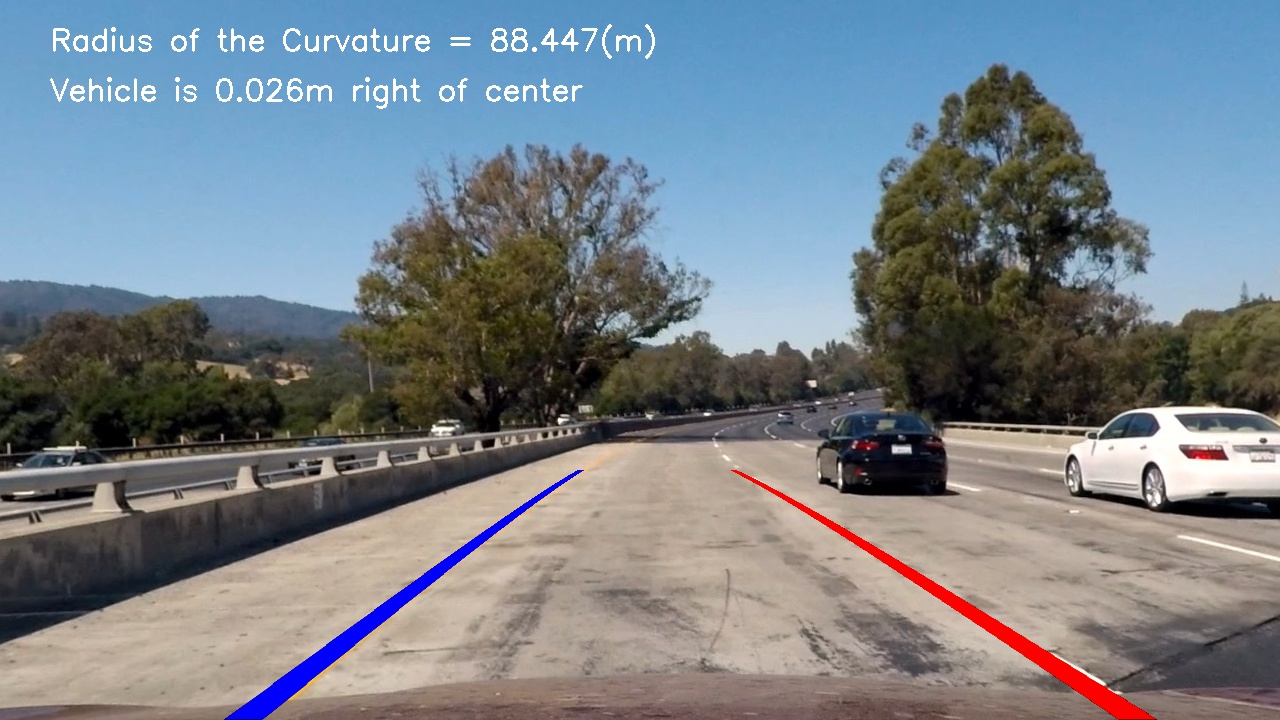 Radius of the Curvature = 88.447(m)
Vehicle is 0.026m right of center